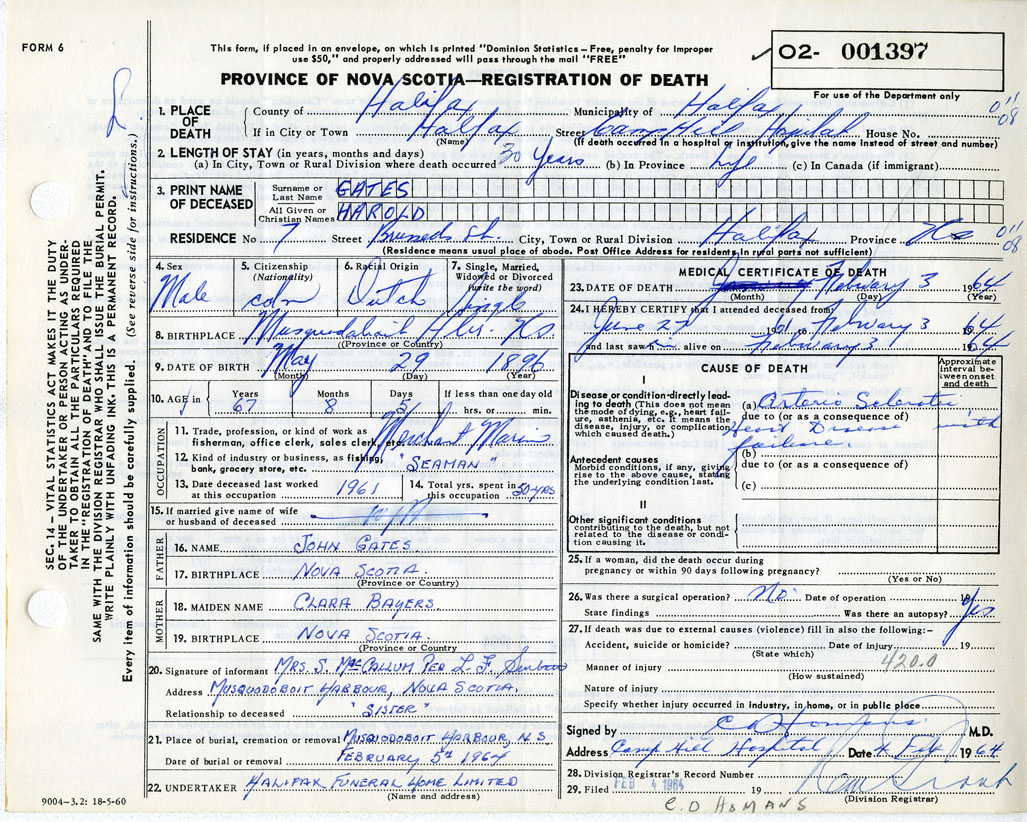 FORM 6
This form, if placed in an envelope, on which is printed "Dominion Statistics – Free, penalty for improper
use $50," and properly addressed will pass through the mail "FREE"
PROVINCE OF NOVA SCOTIA—REGISTRATION OF DEATH
✓ 02- 001397
For use of the Department only
011
08
1. PLACE OF DEATH
County of Halifax Municipality of Halifax
If in City or Town Halifax Street Camp Hill Hospital House No.
(Name) (If death occurred in a hospital or institution, give the name instead of street and number)
2. LENGTH OF STAY (in years, months and days)
(a) In City, Town or Rural Division where death occurred 30 Years (b) In Province Life (c) In Canada (if immigrant)
3. PRINT NAME OF DECEASED
Surname or Last Name GATES
All Given or Christian Names HAROLD
RESIDENCE No 7 Street City, Town or Rural Division Halifax Province NS
011
08
(Residence means usual place of abode. Post Office Address for residents in rural parts not sufficient)
4. Sex Male
5. Citizenship (Nationality) cdn
6. Racial Origin Dutch
7. Single, Married, Widowed or Divorced (write the word) Single
8. BIRTHPLACE Musquodoboit Hbr. NS
(Province or Country)
9. DATE OF BIRTH May 29 1896
(Month) (Day) (Year)
10. AGE in Years 67 Months 8 Days If less than one day old hrs. or min.
OCCUPATION
11. Trade, profession, or kind of work as
fisherman, office clerk, sales clerk, etc. Merchant Marine
12. Kind of industry or business, as fishing,
bank, grocery store, etc. "SEAMAN"
13. Date deceased last worked
at this occupation 1961
14. Total yrs. spent in
this occupation 30 yrs
15. If married give name of wife
or husband of deceased
FATHER
16. NAME JOHN GATES
17. BIRTHPLACE NOVA SCOTIA
(Province or Country)
MOTHER
18. MAIDEN NAME CLARA BAYERS
19. BIRTHPLACE NOVA SCOTIA.
(Province or Country)
20. Signature of informant MRS. S. MacCALLUM PER L. F.
Address MUSQUODOBOIT HARBOUR, NOVA SCOTIA.
Relationship to deceased "SISTER"
21. Place of burial, cremation or removal MUSQUODOBOIT HARBOUR, N S
Date of burial or removal FEBRUARY 5th 1964
22. UNDERTAKER HALIFAX FUNERAL HOME LIMITED
(Name and address)
9004–3.2: 18-5-60
MEDICAL CERTIFICATE OF DEATH
23. DATE OF DEATH February 3 1964
(Month) (Day) (Year)
24. I HEREBY CERTIFY that I attended deceased from:
June 27 1961 to February 3 1964
and last saw h im alive on February 3 1964
CAUSE OF DEATH
Approximate interval between onset and death
I
Disease or condition directly leading to death (This does not mean
the mode of dying, e.g., heart failure, asthenia, etc. It means the
disease, injury, or complication
which caused death.)
(a) Arterio Sclerotic
due to (or as a consequence of)
Heart Disease with
failure.
(b)
due to (or as a consequence of)
(c)
Antecedent causes
Morbid conditions, if any, giving
rise to the above cause, stating
the underlying condition last.
II
Other significant conditions
contributing to the death, but not
related to the disease or condition causing it.
25. If a woman, did the death occur during
pregnancy or within 90 days following pregnancy?
(Yes or No)
26. Was there a surgical operation? No. Date of operation 19
State findings Was there an autopsy? Yes
27. If death was due to external causes (violence) fill in also the following:–
Accident, suicide or homicide? Date of injury 19
(State which) 420.0
Manner of injury
(How sustained)
Nature of injury
Specify whether injury occurred in industry, in home, or in public place
Signed by C D Homans. M.D.
Address Camp Hill Hospital Date 4 Feb 1964
28. Division Registrar's Record Number
29. Filed FEB 4 1964 19
(Division Registrar)
C. D HOMANS
SEC. 14 – VITAL STATISTICS ACT MAKES IT THE DUTY
OF THE UNDERTAKER OR PERSON ACTING AS UNDERTAKER TO OBTAIN ALL THE PARTICULARS REQUIRED
IN THE "REGISTRATION OF DEATH" AND TO FILE THE
SAME WITH THE DIVISION REGISTRAR WHO SHALL ISSUE THE BURIAL PERMIT.
WRITE PLAINLY WITH UNFADING INK. THIS IS A PERMANENT RECORD.
Every item of information should be carefully supplied. (See reverse side for instructions.)